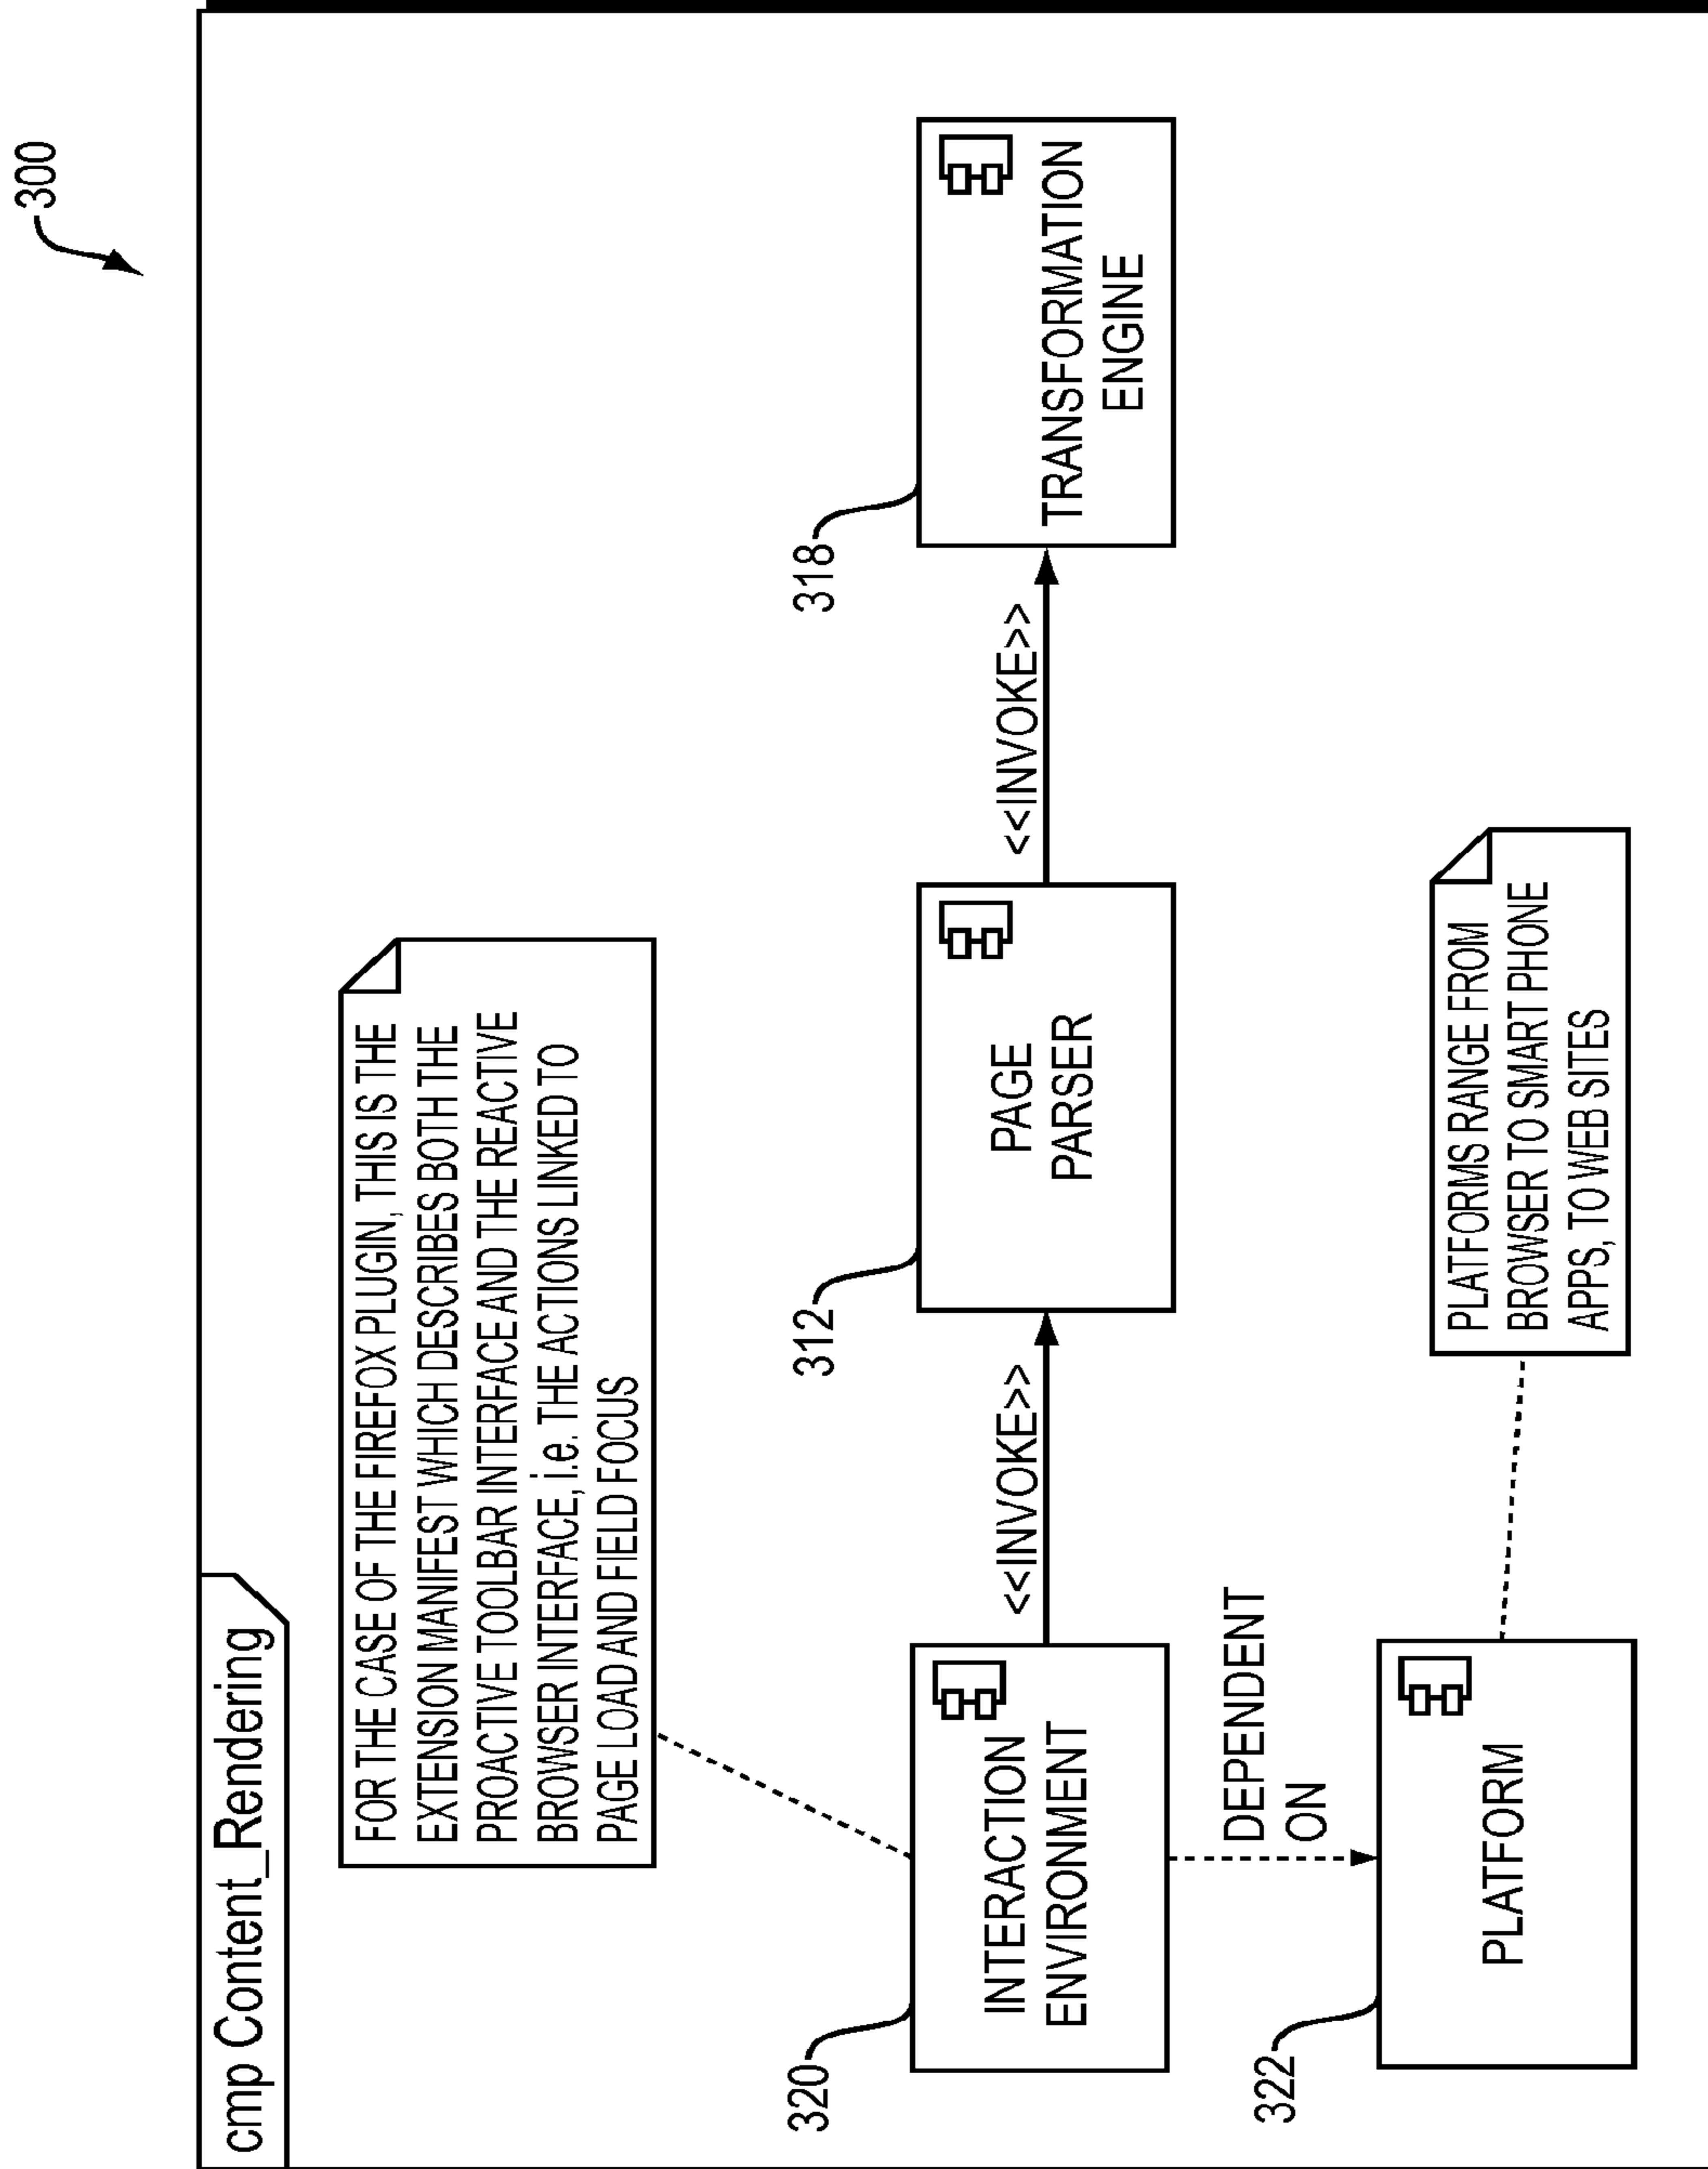 300
cmp Content_Rendering
FOR THE CASE OF THE FIREFOX PLUGIN, THIS IS THE
EXTENSION MANIFEST WHICH DESCRIBES BOTH THE
PROACTIVE TOOLBAR INTERFACE AND THE REACTIVE
BROWSER INTERFACE, i.e. THE ACTIONS LINKED TO
PAGE LOAD AND FIELD FOCUS
320
INTERACTION
ENVIRONMENT
<<INVOKE>>
312
PAGE
PARSER
<<INVOKE>>
318
TRANSFORMATION
ENGINE
DEPENDENT
ON
322
PLATFORM
PLATFORMS RANGE FROM
BROWSER TO SMART PHONE
APPS, TO WEB SITES